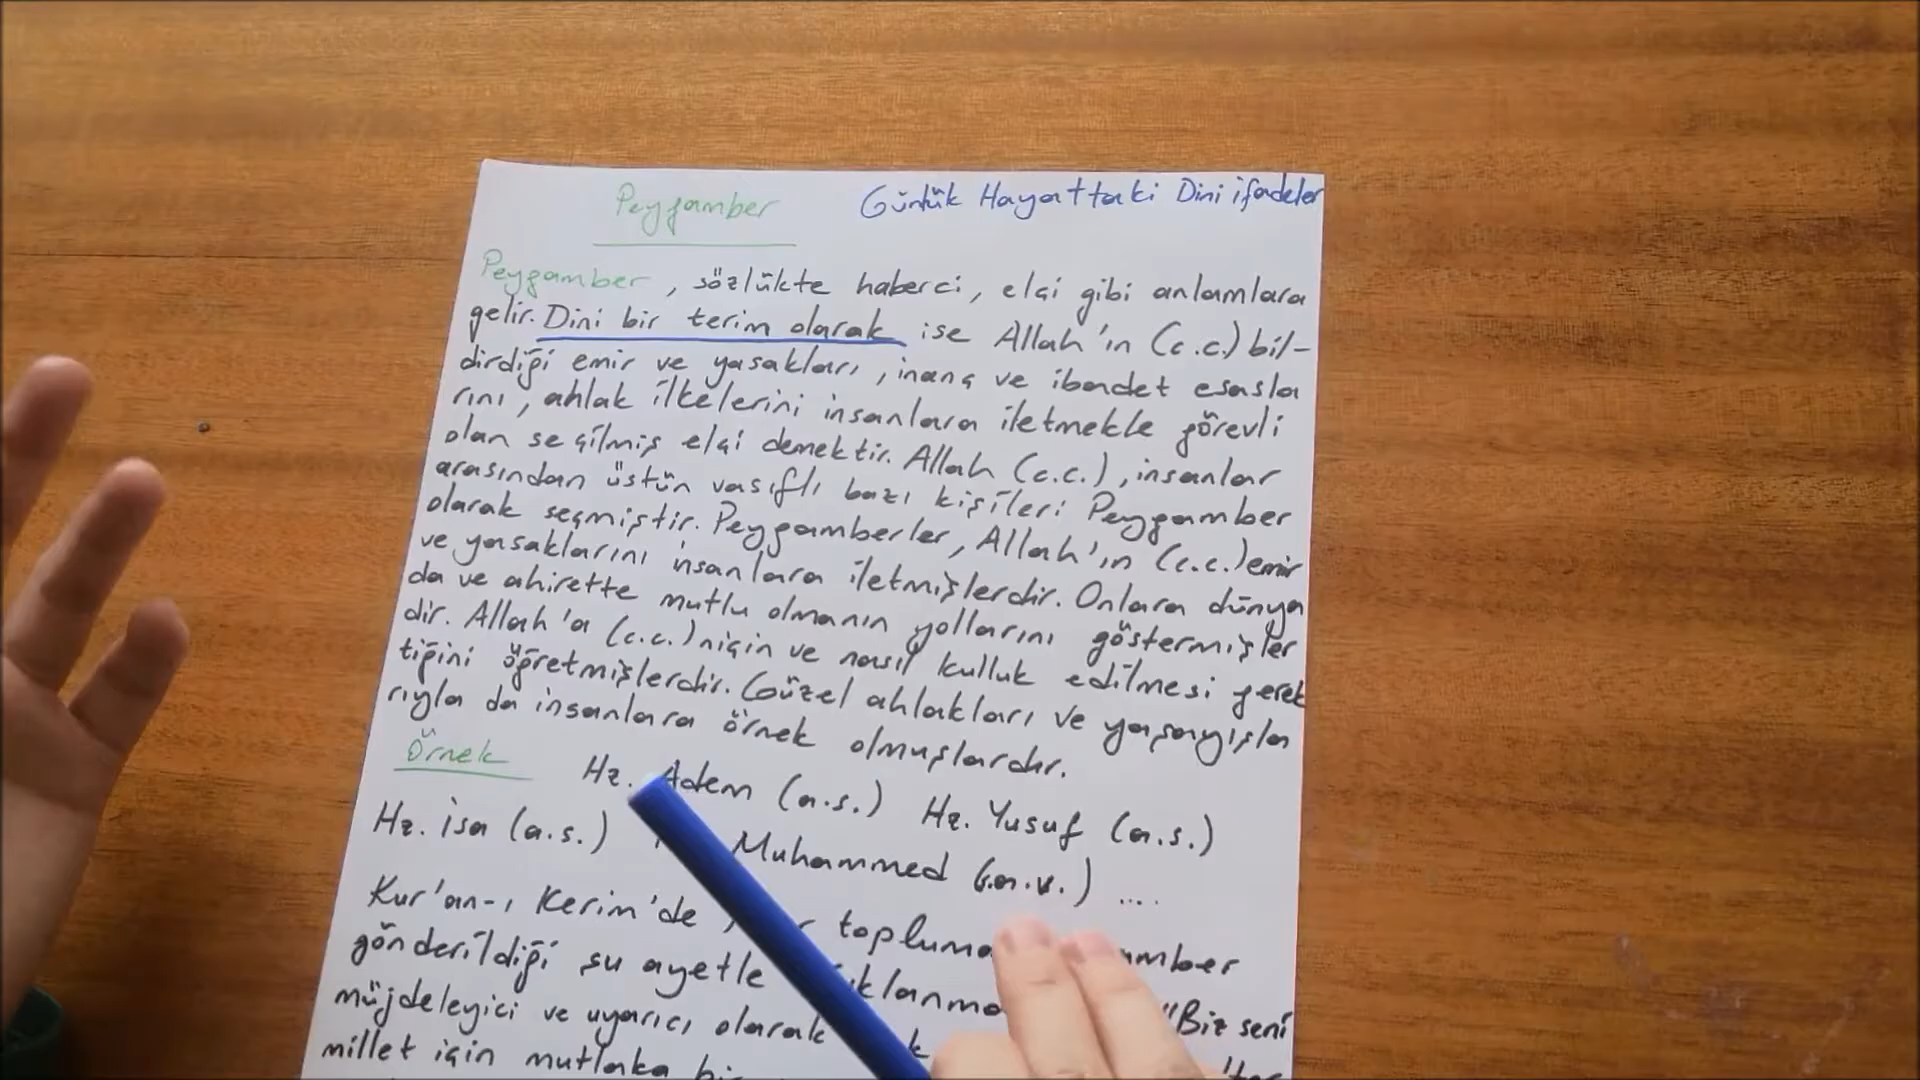 Peygamber
Günlük Hayattaki Dini ifadeler
Peygamber, sözlükte haberci, elçi gibi anlamlara
gelir. Dini bir terim olarak ise Allah'ın (c.c.) bil-
dirdiği emir ve yasakları, inanç ve ibadet esasla
rını, ahlak ilkelerini insanlara iletmekle görevli
olan seçilmiş elçi demektir. Allah (c.c.), insanlar
arasından üstün vasıflı bazı kişileri Peygamber
olarak seçmiştir. Peygamberler, Allah'ın (c.c.) emir
ve yasaklarını insanlara iletmişlerdir. Onlara dünya
da ve ahirette mutlu olmanın yollarını göstermişler
dir. Allah'a (c.c.) niçin ve nasıl kulluk edilmesi gerek
tiğini öğretmişlerdir. Güzel ahlakları ve yaşayışla
rıyla da insanlara örnek olmuşlardır.
Örnek
Hz. Adem (a.s.) Hz. Yusuf (a.s.)
Hz. isa (a.s.) Muhammed (s.a.v.) ....
Kur'an-ı Kerim'de topluma
gönderildiği şu ayetle
müjdeleyici ve uyarıcı olarak "Biz seni
millet için mutlaka